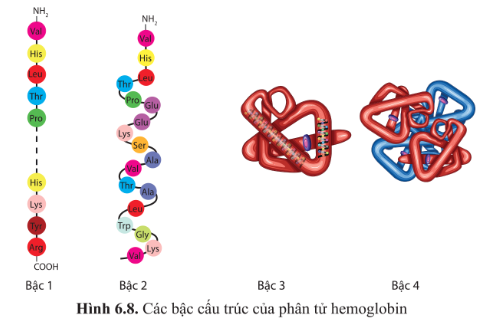 NH2
Val
His
Leu
Thr
Pro
His
Lys
Tyr
Arg
COOH
Bậc 1
NH2
Val
His
Leu
Thr
Pro
Glu
Glu
Lys
Ser
Ala
Val
Thr
Ala
Leu
Trp
Gly
Lys
Val
Bậc 2
Bậc 3
Bậc 4
Hình 6.8. Các bậc cấu trúc của phân tử hemoglobin